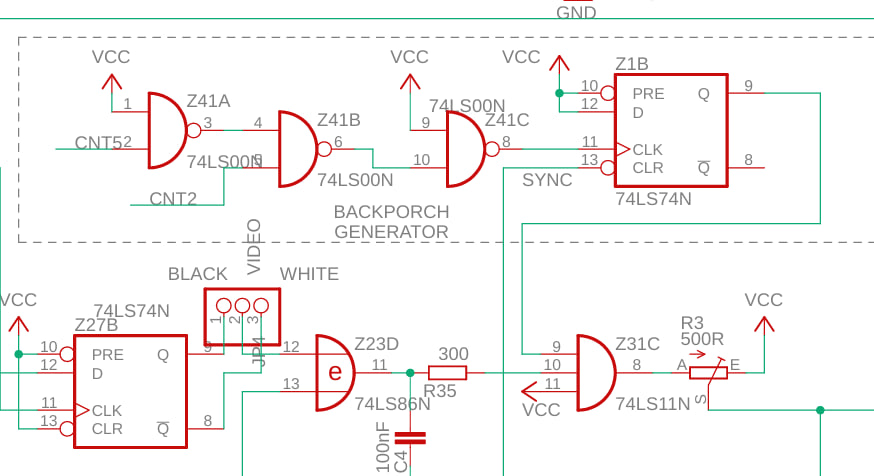 GND
VCC
VCC
VCC
Z1B
1
Z41A
3
CNT5
2
74LS00N
4
Z41B
6
5
74LS00N
CNT2
74LS00N
9
Z41C
8
10
10
PRE
Q
9
12
D
11
CLK
13
CLR
Q
8
SYNC
74LS74N
BACKPORCH
GENERATOR
BLACK
VIDEO
WHITE
1
2
3
JP4
VCC
74LS74N
Z27B
10
PRE
Q
9
12
D
11
CLK
13
CLR
Q
8
12
Z23D
e
11
13
74LS86N
300
R35
100nF
C4
9
Z31C
10
8
11
VCC
74LS11N
R3
500R
A
E
S
VCC